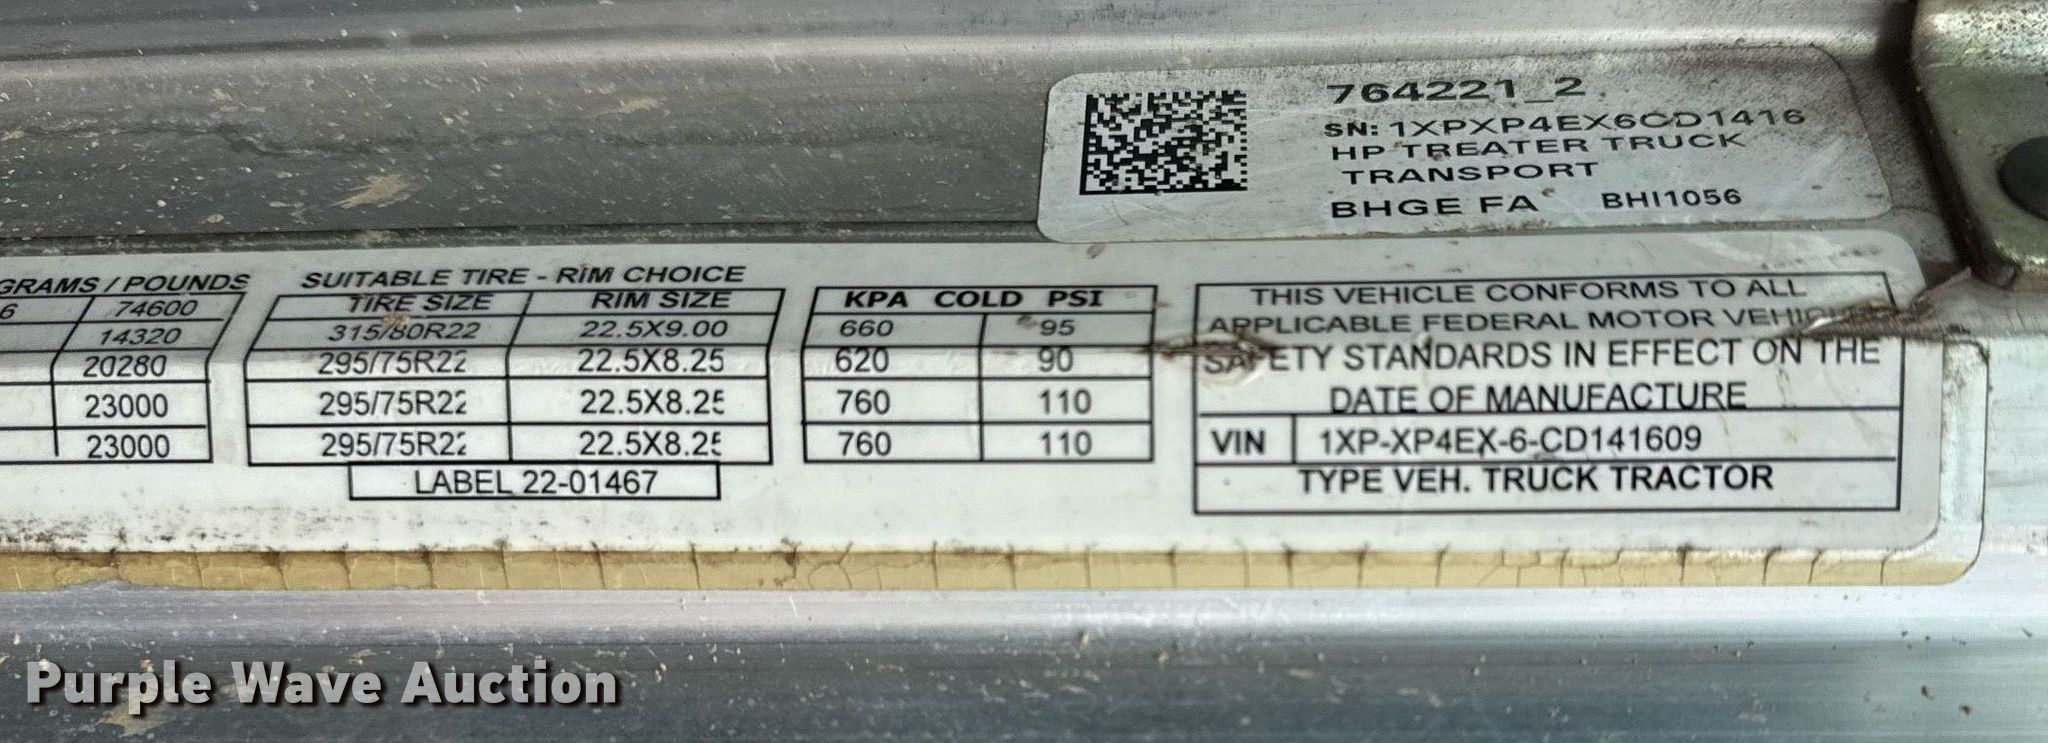 764221_2
SN: 1XPXP4EX6CD1416
HP TREATER TRUCK
TRANSPORT
BHGE FA BHI1056
GRAMS / POUNDS
6 74600
14320
20280
23000
23000
SUITABLE TIRE - RIM CHOICE
TIRE SIZE RIM SIZE
315/80R22 22.5X9.00
295/75R22 22.5X8.25
295/75R22 22.5X8.25
295/75R22 22.5X8.25
LABEL 22-01467
KPA COLD PSI
660 95
620 90
760 110
760 110
THIS VEHICLE CONFORMS TO ALL
APPLICABLE FEDERAL MOTOR VEHICLE
SAFETY STANDARDS IN EFFECT ON THE
DATE OF MANUFACTURE
VIN 1XP-XP4EX-6-CD141609
TYPE VEH. TRUCK TRACTOR
Purple Wave Auction